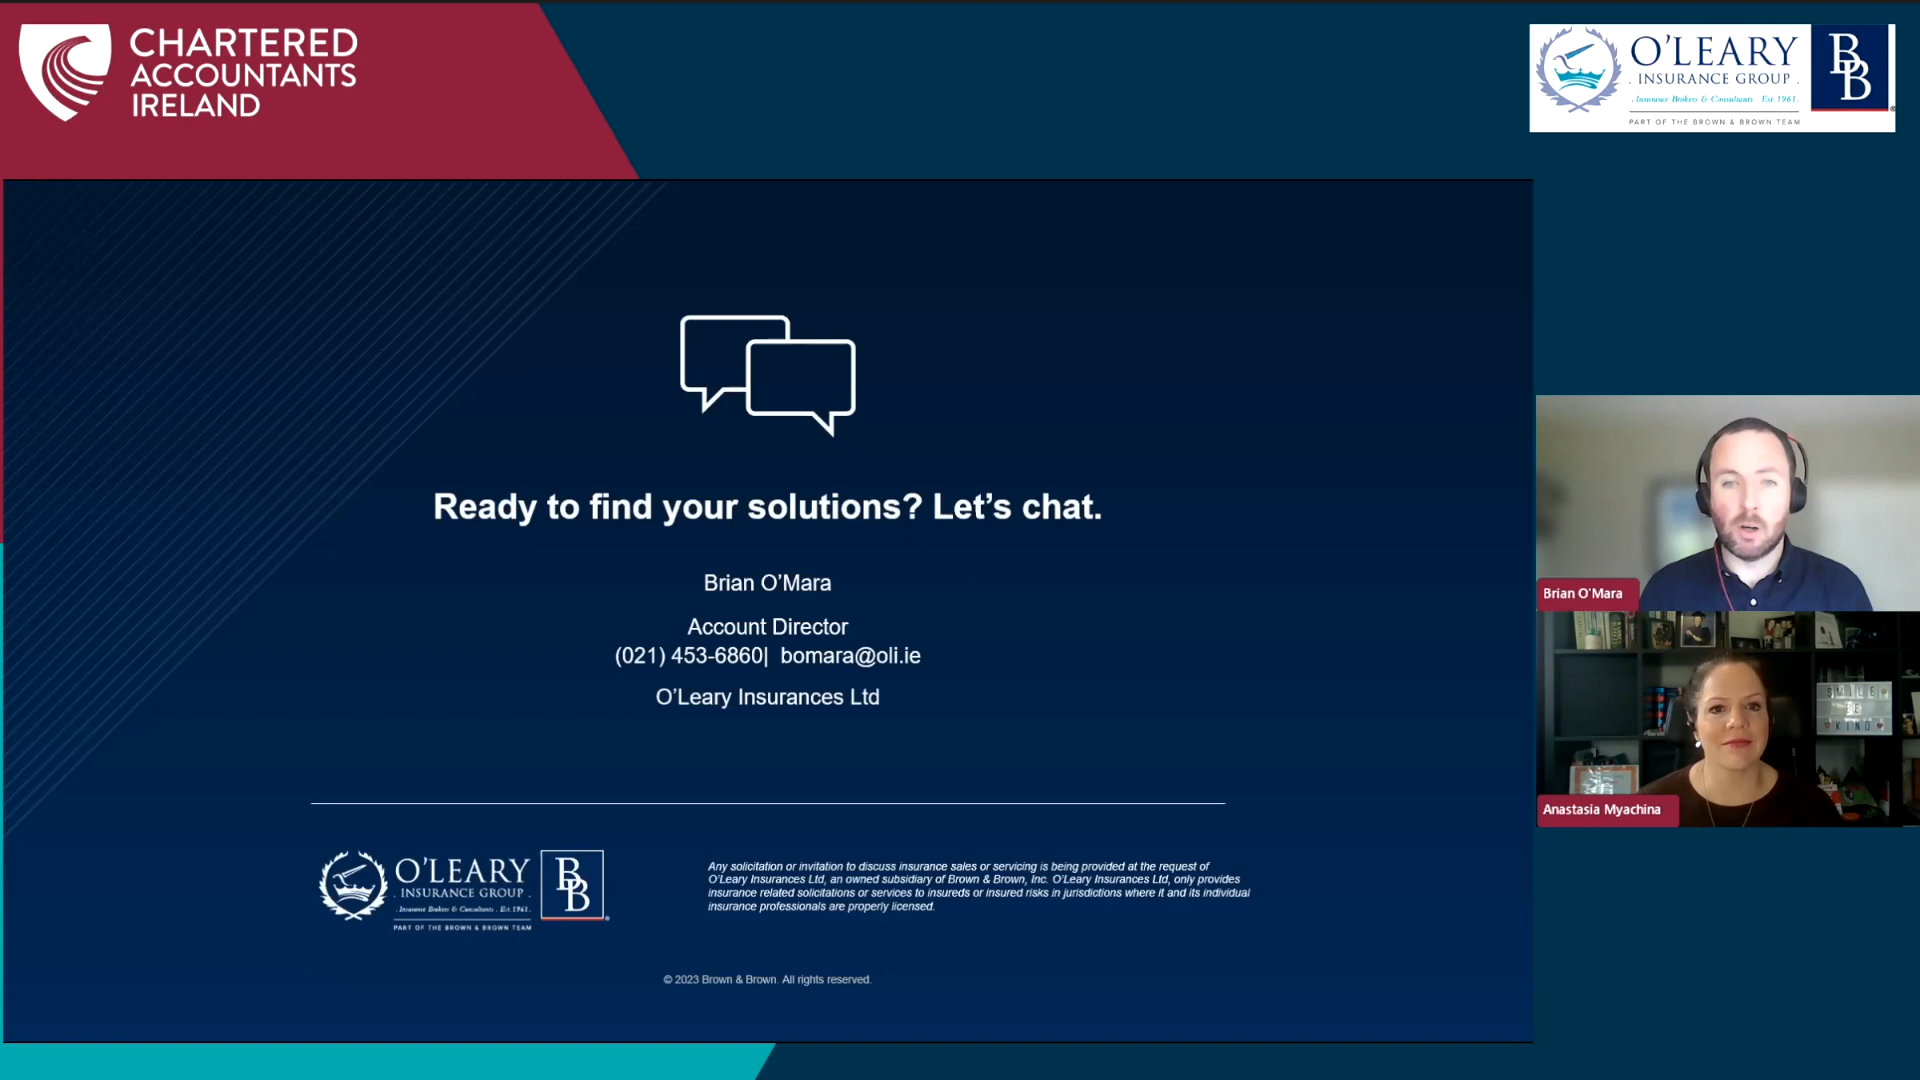 CHARTERED
ACCOUNTANTS
IRELAND
O'LEARY
. INSURANCE GROUP .
. Insurance Brokers & Consultants . Est.1961.
PART OF THE BROWN & BROWN TEAM
BB
Ready to find your solutions? Let's chat.
Brian O'Mara
Account Director
(021) 453-6860| bomara@oli.ie
O'Leary Insurances Ltd
Brian O'Mara
SMILE
BE
KIND
Anastasia Myachina
O'LEARY
. INSURANCE GROUP .
. Insurance Brokers & Consultants . Est.1961.
PART OF THE BROWN & BROWN TEAM
BB
Any solicitation or invitation to discuss insurance sales or servicing is being provided at the request of
O'Leary Insurances Ltd, an owned subsidiary of Brown & Brown, Inc. O'Leary Insurances Ltd, only provides
insurance related solicitations or services to insureds or insured risks in jurisdictions where it and its individual
insurance professionals are properly licensed.
© 2023 Brown & Brown. All rights reserved.